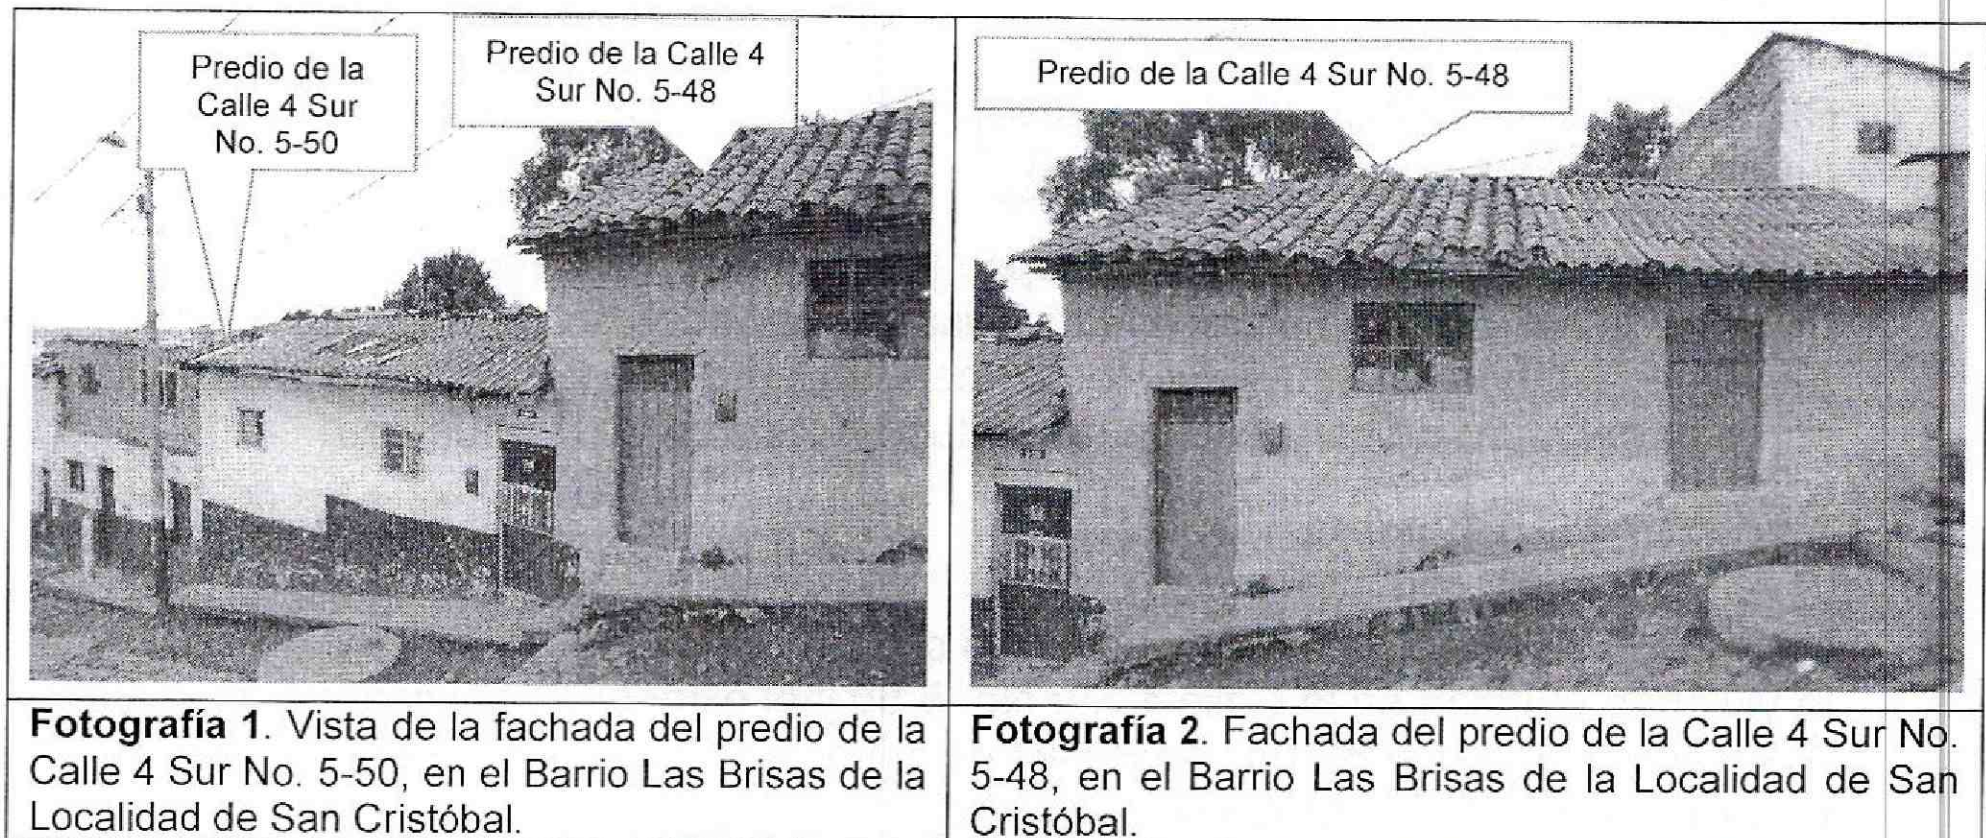 Predio de la
Calle 4 Sur
No. 5-50
Predio de la Calle 4
Sur No. 5-48
Predio de la Calle 4 Sur No. 5-48
Fotografía 1. Vista de la fachada del predio de la
Calle 4 Sur No. 5-50, en el Barrio Las Brisas de la
Localidad de San Cristóbal.
Fotografía 2. Fachada del predio de la Calle 4 Sur No.
5-48, en el Barrio Las Brisas de la Localidad de San
Cristóbal.